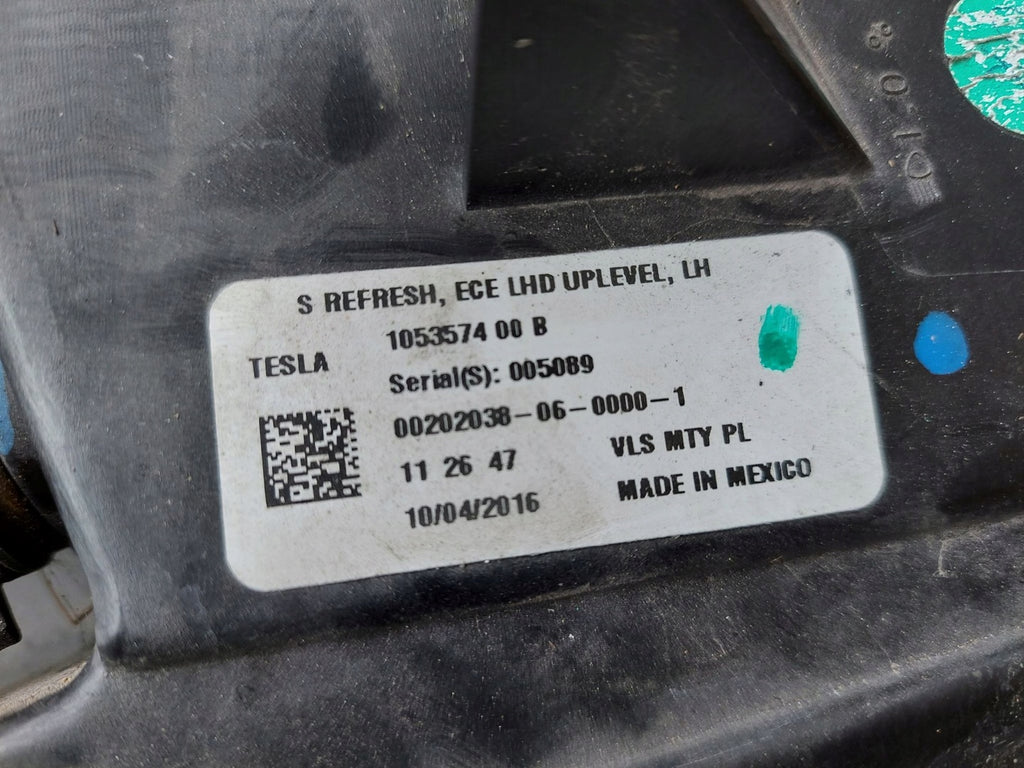 S REFRESH, ECE LHD UPLEVEL, LH
1053574 00 B
TESLA
Serial(S): 005089
00202038-06-0000-1
11 26 47
VLS MTY PL
10/04/2016
MADE IN MEXICO